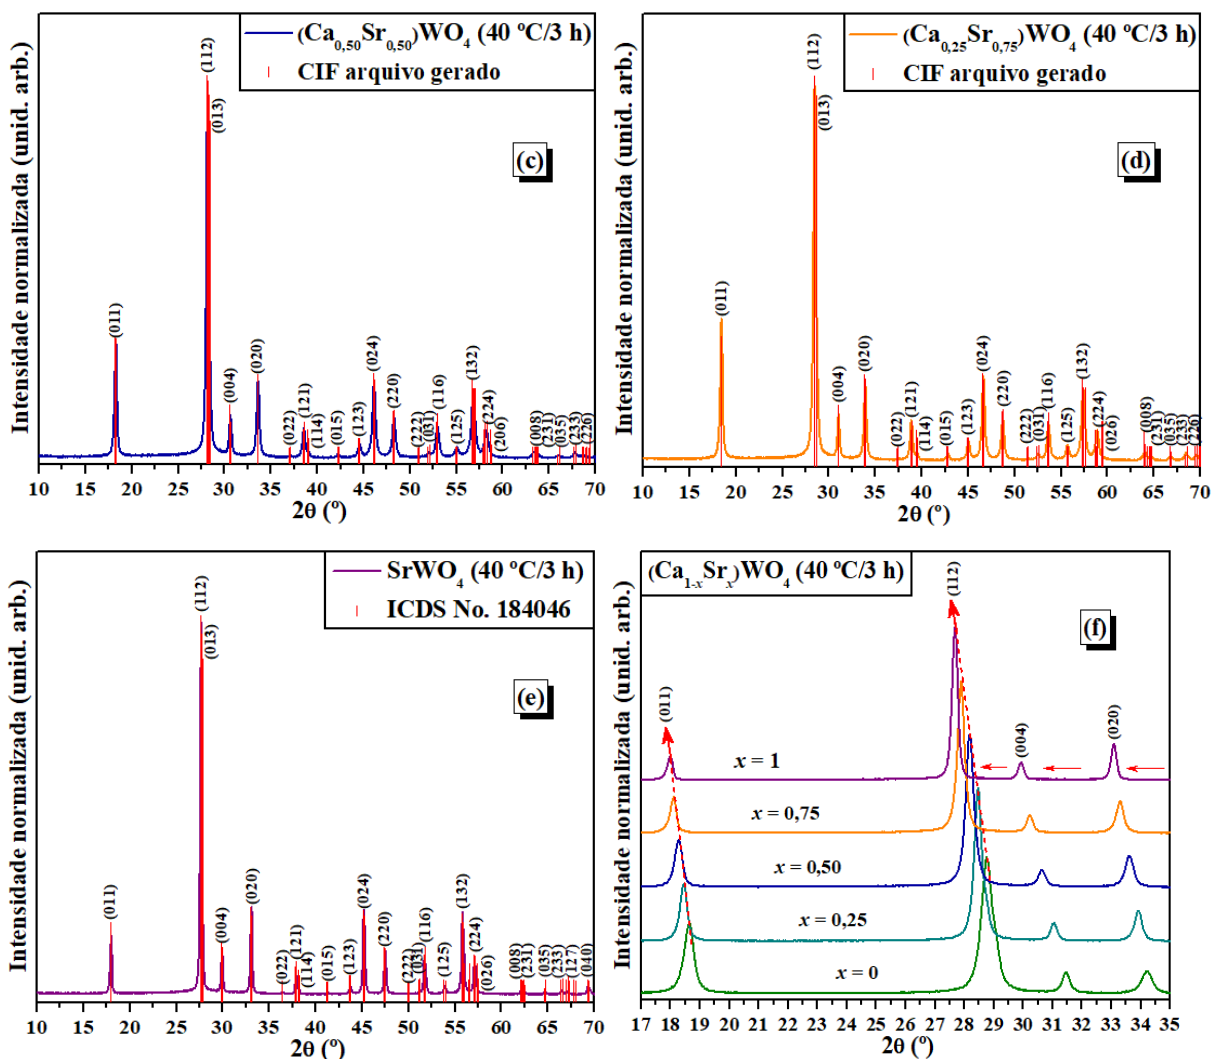 (Ca0,50Sr0,50)WO4 (40 ºC/3 h)
CIF arquivo gerado
(c)
Intensidade normalizada (unid. arb.)
(011)
(112)
(013)
(004)
(020)
(022)
(121)
(114)
(015)
(123)
(024)
(220)
(222)
(031)
(116)
(125)
(132)
(224)
(206)
(008)
(231)
(035)
(233)
(226)
10 15 20 25 30 35 40 45 50 55 60 65 70
2θ (º)
(Ca0,25Sr0,75)WO4 (40 ºC/3 h)
CIF arquivo gerado
(d)
Intensidade normalizada (unid. arb.)
(011)
(112)
(013)
(004)
(020)
(022)
(121)
(114)
(015)
(123)
(024)
(220)
(222)
(031)
(116)
(125)
(132)
(224)
(026)
(008)
(231)
(035)
(233)
(226)
10 15 20 25 30 35 40 45 50 55 60 65 70
2θ (º)
SrWO4 (40 ºC/3 h)
ICDS No. 184046
(e)
Intensidade normalizada (unid. arb.)
(011)
(112)
(013)
(004)
(020)
(022)
(121)
(114)
(015)
(123)
(024)
(220)
(222)
(031)
(116)
(125)
(132)
(224)
(026)
(008)
(231)
(035)
(233)
(127)
(040)
10 15 20 25 30 35 40 45 50 55 60 65 70
2θ (º)
(Ca1-xSrx)WO4 (40 ºC/3 h)
(f)
Intensidade normalizada (unid. arb.)
(011)
(112)
(004)
(020)
x = 1
x = 0,75
x = 0,50
x = 0,25
x = 0
17 18 19 20 21 22 23 24 25 26 27 28 29 30 31 32 33 34 35
2θ (º)